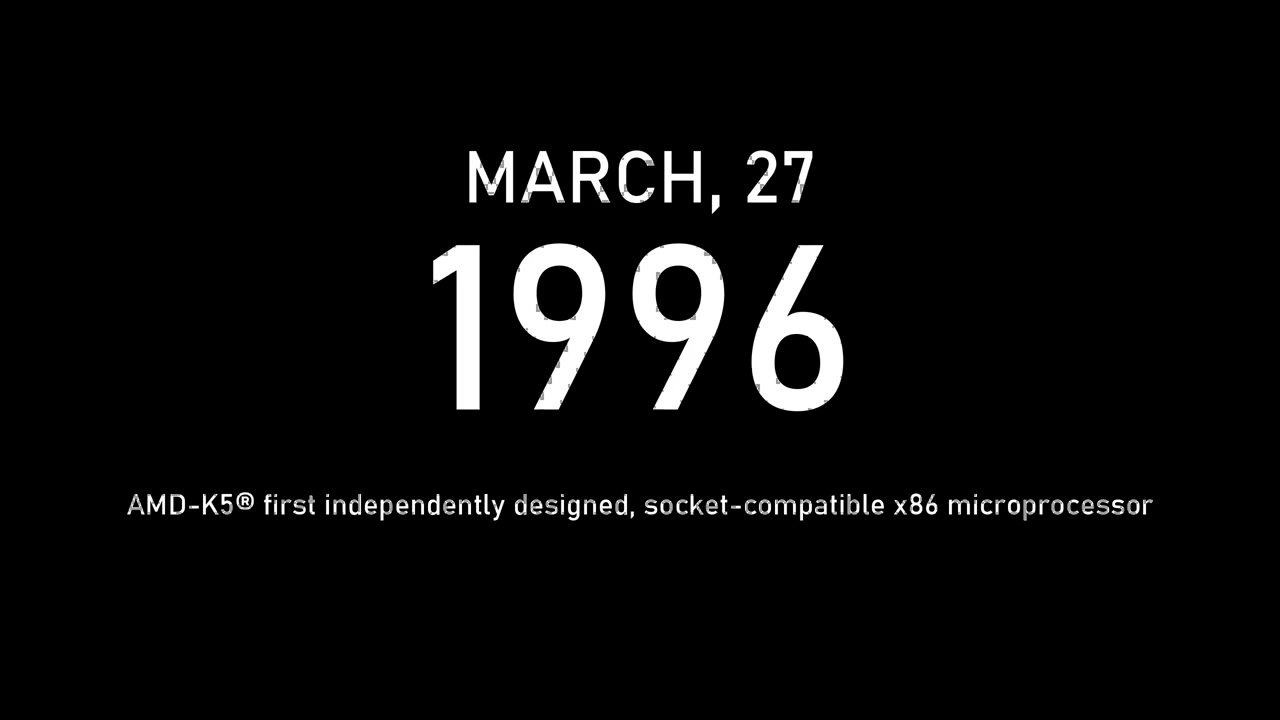 MARCH, 27
1996
AMD-K5® first independently designed, socket-compatible x86 microprocessor